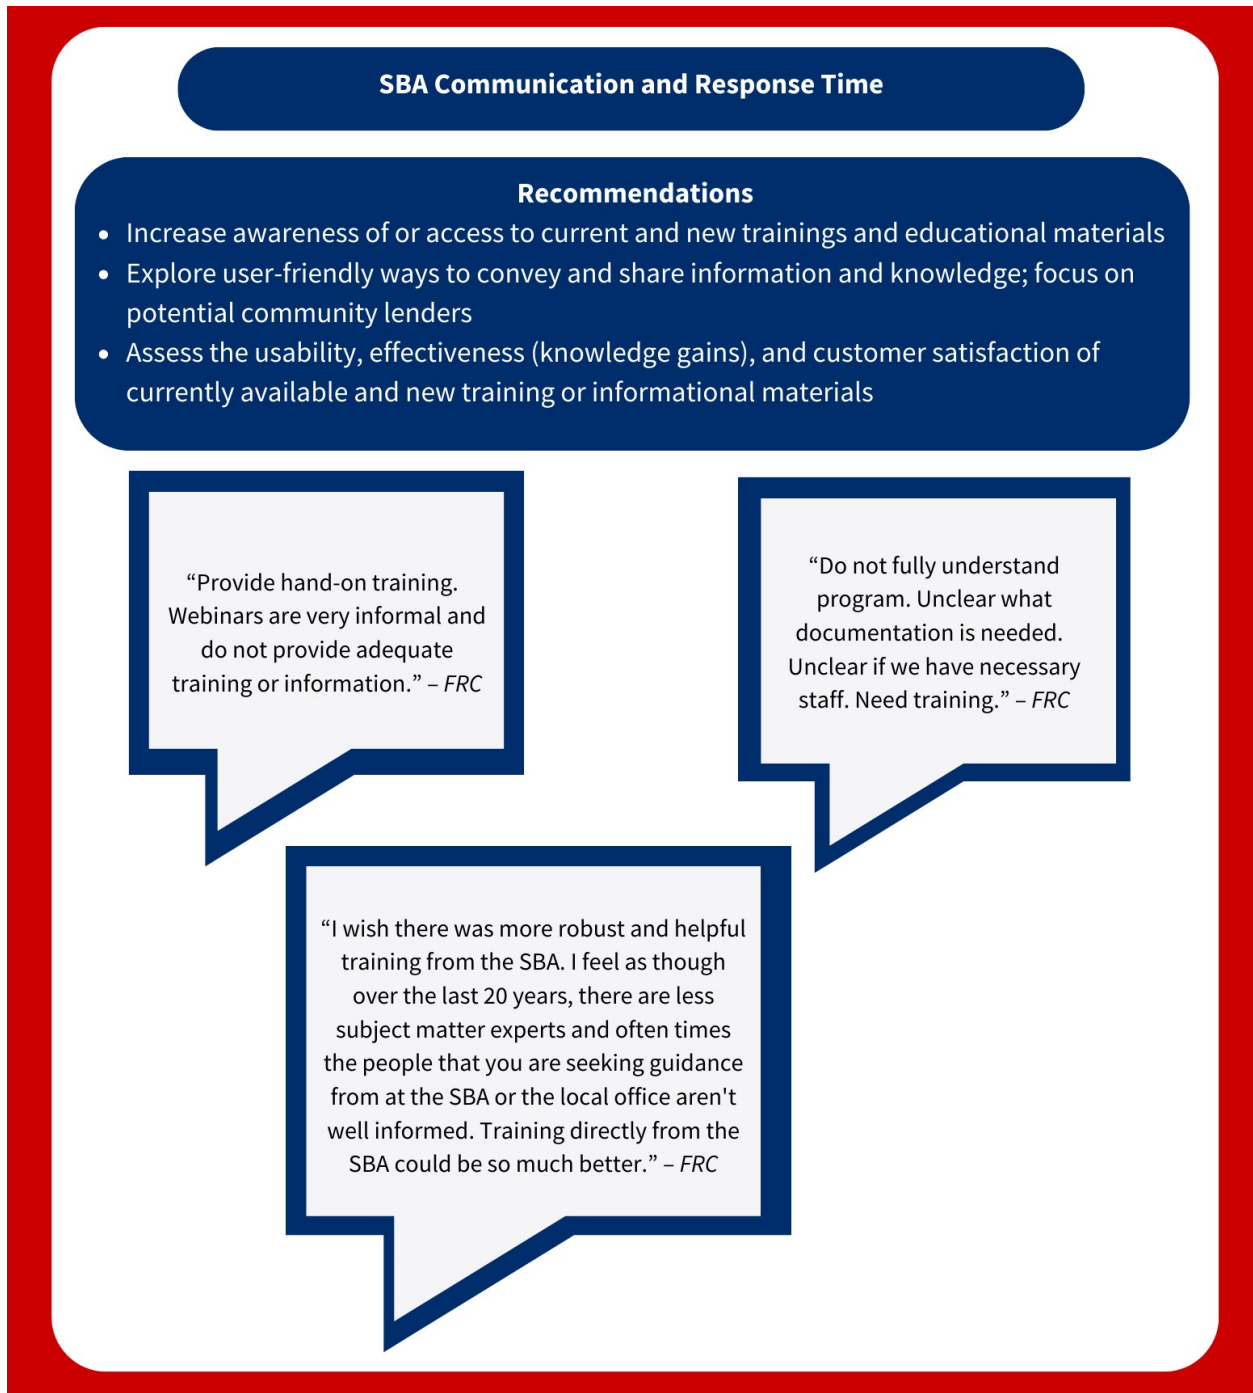 SBA Communication and Response Time
Recommendations
• Increase awareness of or access to current and new trainings and educational materials
• Explore user-friendly ways to convey and share information and knowledge; focus on
potential community lenders
• Assess the usability, effectiveness (knowledge gains), and customer satisfaction of
currently available and new training or informational materials
“Provide hand-on training.
Webinars are very informal and
do not provide adequate
training or information.” – FRC
“Do not fully understand
program. Unclear what
documentation is needed.
Unclear if we have necessary
staff. Need training.” – FRC
“I wish there was more robust and helpful
training from the SBA. I feel as though
over the last 20 years, there are less
subject matter experts and often times
the people that you are seeking guidance
from at the SBA or the local office aren't
well informed. Training directly from the
SBA could be so much better.” – FRC